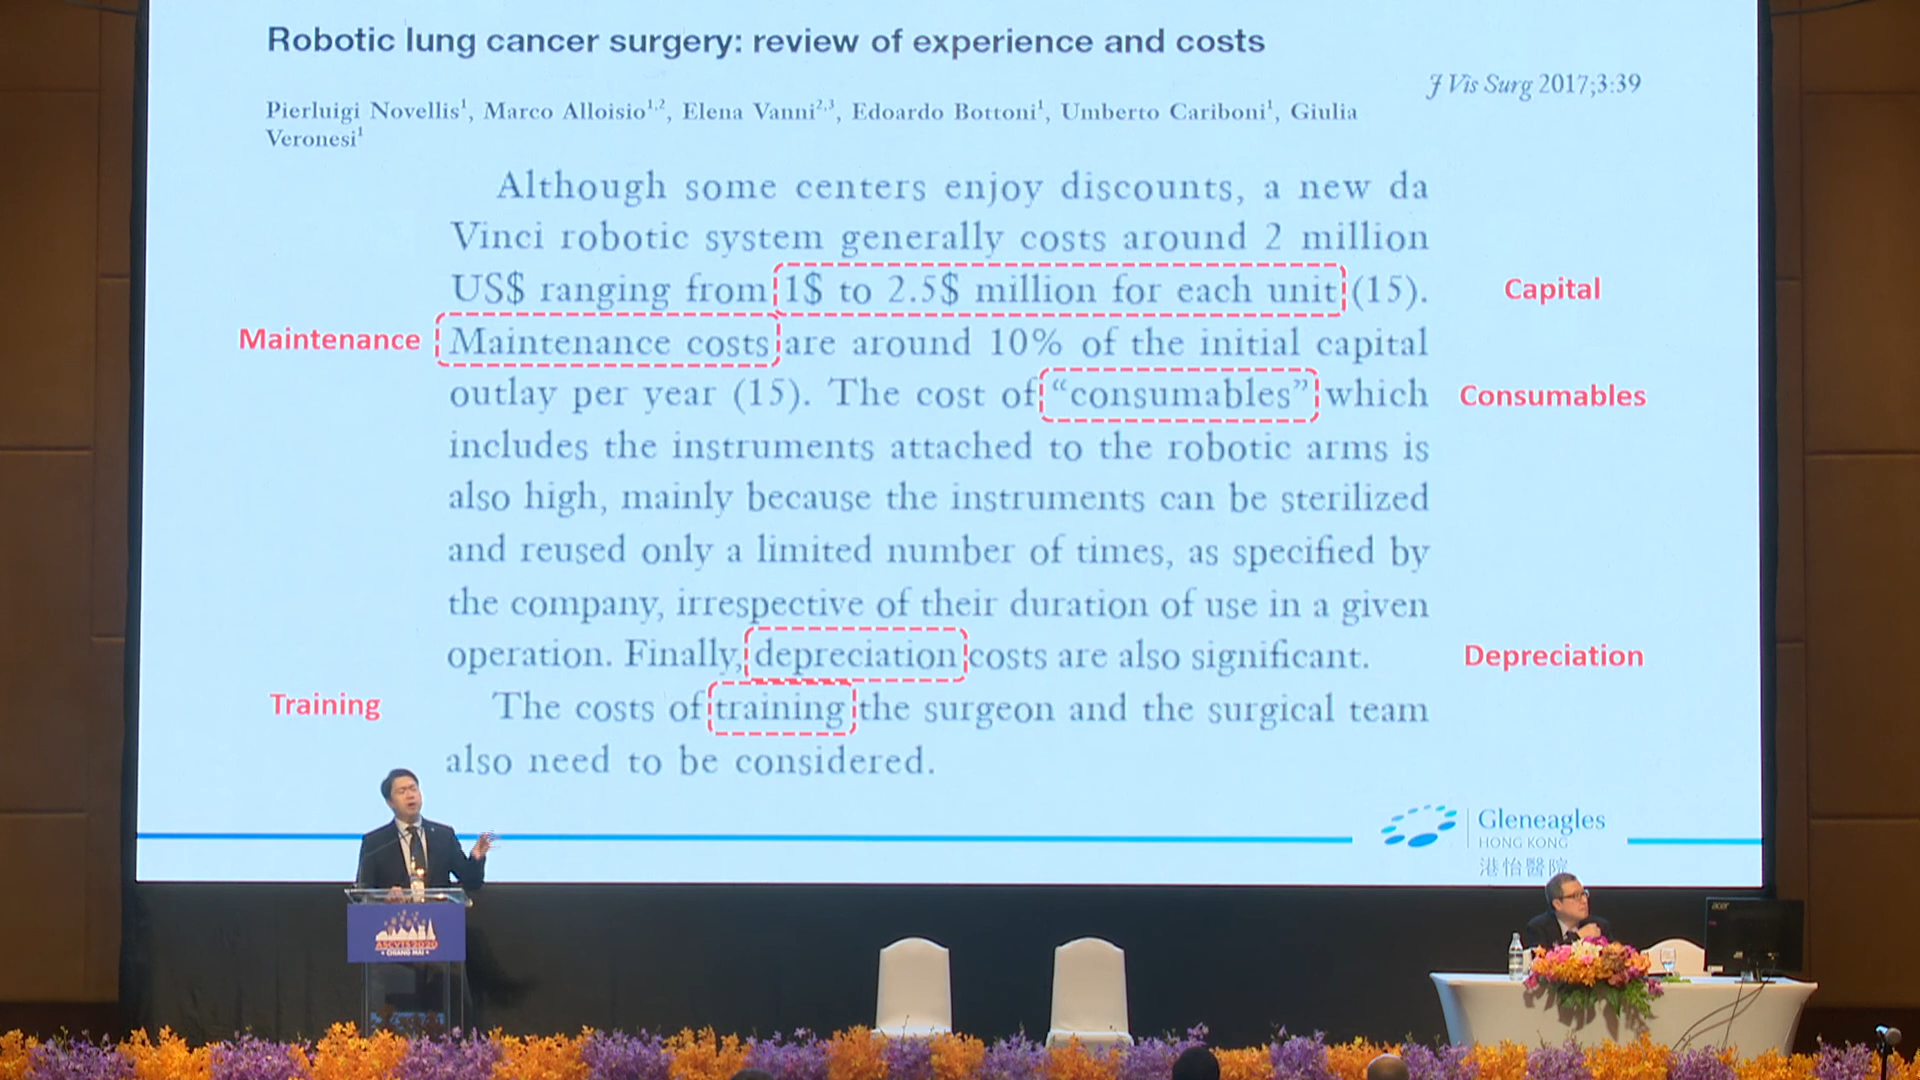 Robotic lung cancer surgery: review of experience and costs
J Vis Surg 2017;3:39
Pierluigi Novellis1, Marco Alloisio1,2, Elena Vanni2,3, Edoardo Bottoni1, Umberto Cariboni1, Giulia
Veronesi1
Although some centers enjoy discounts, a new da
Vinci robotic system generally costs around 2 million
US$ ranging from 1$ to 2.5$ million for each unit (15).
Capital
Maintenance
Maintenance costs are around 10% of the initial capital
outlay per year (15). The cost of “consumables” which
Consumables
includes the instruments attached to the robotic arms is
also high, mainly because the instruments can be sterilized
and reused only a limited number of times, as specified by
the company, irrespective of their duration of use in a given
operation. Finally, depreciation costs are also significant.
Depreciation
Training
The costs of training the surgeon and the surgical team
also need to be considered.
Gleneagles
HONG KONG
港怡醫院
ASCVTS 2020
• CHIANG MAI •
acer